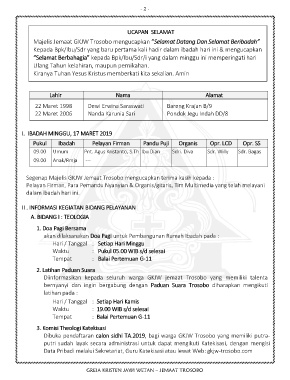 - 2 -
UCAPAN SELAMAT
Majelis Jemaat GKJW Trosobo mengucapkan "Selamat Datang Dan Selamat Beribadah"
kepada Bpk/Ibu/Sdr yang baru pertama kali hadir dalam ibadah hari ini & mengucapkan
"Selamat Berbahagia" kepada Bpk/Ibu/Sdr/i yang dalam minggu ini memperingati hari
Ulang Tahun kelahiran, maupun pernikahan.
Kiranya Tuhan Yesus Kristus memberkati kita sekalian. Amin
Lahir Nama Alamat
22 Maret 1998 Dewi Ervina Saraswati Bareng Krajan B/9
22 Maret 2006 Nanda Karunia Sari Pondok Jegu Indah DD/8
I. IBADAH MINGGU, 17 MARET 2019
Pukul Ibadah Pelayan Firman Pandu Puji Organis Opr. LCD Opr. SS
09.00 Umum Pnt. Agus Kristanto, S.Th Ibu Dian Sdri. Diva Sdr. Willy Sdr. Bagas
09.00 Anak/Rmja ---
Segenap Majelis Jemaat GKJW Trosobo mengucapkan terima kasih kepada :
Pelayan Firman, Para Pemandu Nyanyian & Organis/gitaris, Tim Multimedia yang telah melayani
dalam ibadah hari ini.
II. INFORMASI KEGIATAN BIDANG PELAYANAN
A. BIDANG I : TEOLOGIA
1. Doa Pagi Bersama
akan dilaksanakan Doa Pagi untuk Pembangunan Rumah Ibadah pada :
Hari / Tanggal : Setiap Hari Minggu
Waktu : Pukul 05.00 WIB s/d selesai
Tempat : Balai Pertemuan G-11
2. Latihan Paduan Suara
Diinformasikan kepada seluruh warga GKJW Jemaat Trosobo yang memiliki talenta
bernyanyi dan ingin bergabung dengan Paduan Suara Trosobo diharapkan mengikuti
latihan pada :
Hari / Tanggal : Setiap Hari Kamis
Waktu : 19.00 WIB s/d selesai
Tempat : Balai Pertemuan G-11
3. Komisi Theologi Katekisasi
Dibuka pendaftaran calon sidhi TA.2019, bagi warga GKJW Trosobo yang memiliki putra-
putri sudah layak secara administrasi untuk dapat mengikuti Katekisasi, dengan mengisi
Data Pribadi melalui Sekretariat, Guru Katekisasi atau lewat Web: gkjw-trosobo.com
GREJA KRISTEN JAWI WETAN – JEMAAT TROSOBO